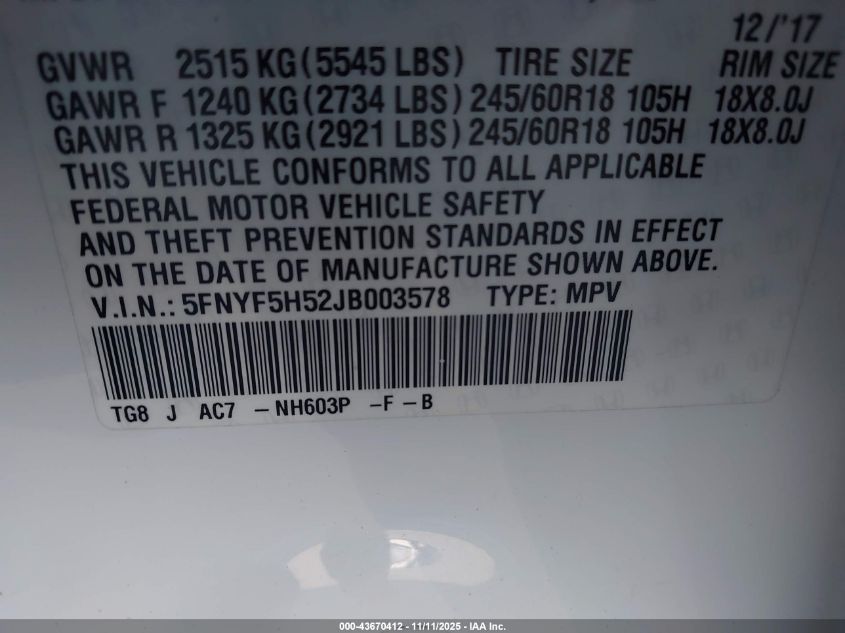 12/'17
GVWR 2515 KG (5545 LBS) TIRE SIZE RIM SIZE
GAWR F 1240 KG (2734 LBS) 245/60R18 105H 18X8.0J
GAWR R 1325 KG (2921 LBS) 245/60R18 105H 18X8.0J
THIS VEHICLE CONFORMS TO ALL APPLICABLE
FEDERAL MOTOR VEHICLE SAFETY
AND THEFT PREVENTION STANDARDS IN EFFECT
ON THE DATE OF MANUFACTURE SHOWN ABOVE.
V.I.N.: 5FNYF5H52JB003578 TYPE: MPV
TG8 J AC7 - NH603P - F - B
000-43670412 - 11/11/2025 - IAA Inc.